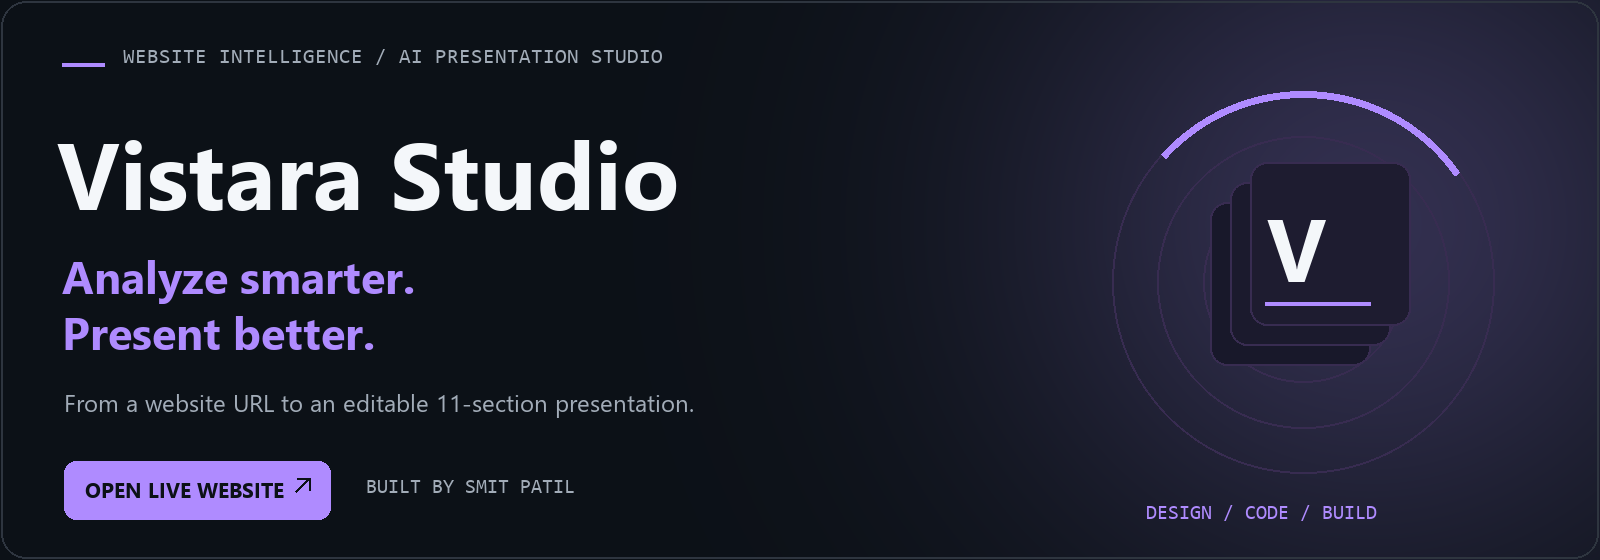 WEBSITE INTELLIGENCE / AI PRESENTATION STUDIO
Vistara Studio
Analyze smarter.
Present better.
From a website URL to an editable 11-section presentation.
OPEN LIVE WEBSITE
BUILT BY SMIT PATIL
V
DESIGN / CODE / BUILD